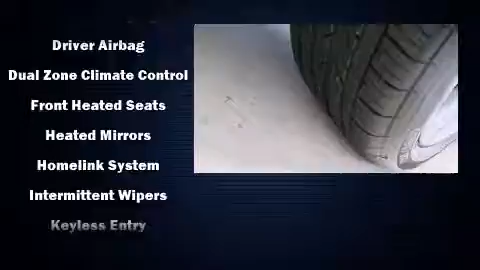 Driver Airbag
Dual Zone Climate Control
Front Heated Seats
Heated Mirrors
Homelink System
Intermittent Wipers
Keyless Entry